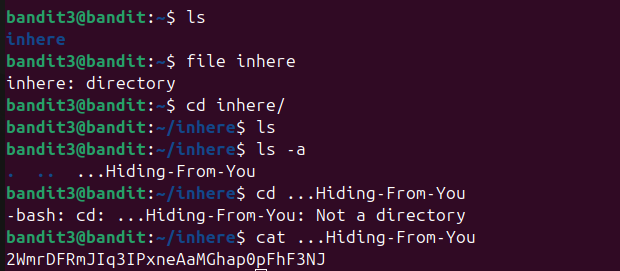 bandit3@bandit:~$ ls
inhere
bandit3@bandit:~$ file inhere
inhere: directory
bandit3@bandit:~$ cd inhere/
bandit3@bandit:~/inhere$ ls
bandit3@bandit:~/inhere$ ls -a
.  ..  ...Hiding-From-You
bandit3@bandit:~/inhere$ cd ...Hiding-From-You
-bash: cd: ...Hiding-From-You: Not a directory
bandit3@bandit:~/inhere$ cat ...Hiding-From-You
2WmrDFRmJIq3IPxneAaMGhap0pFhF3NJ